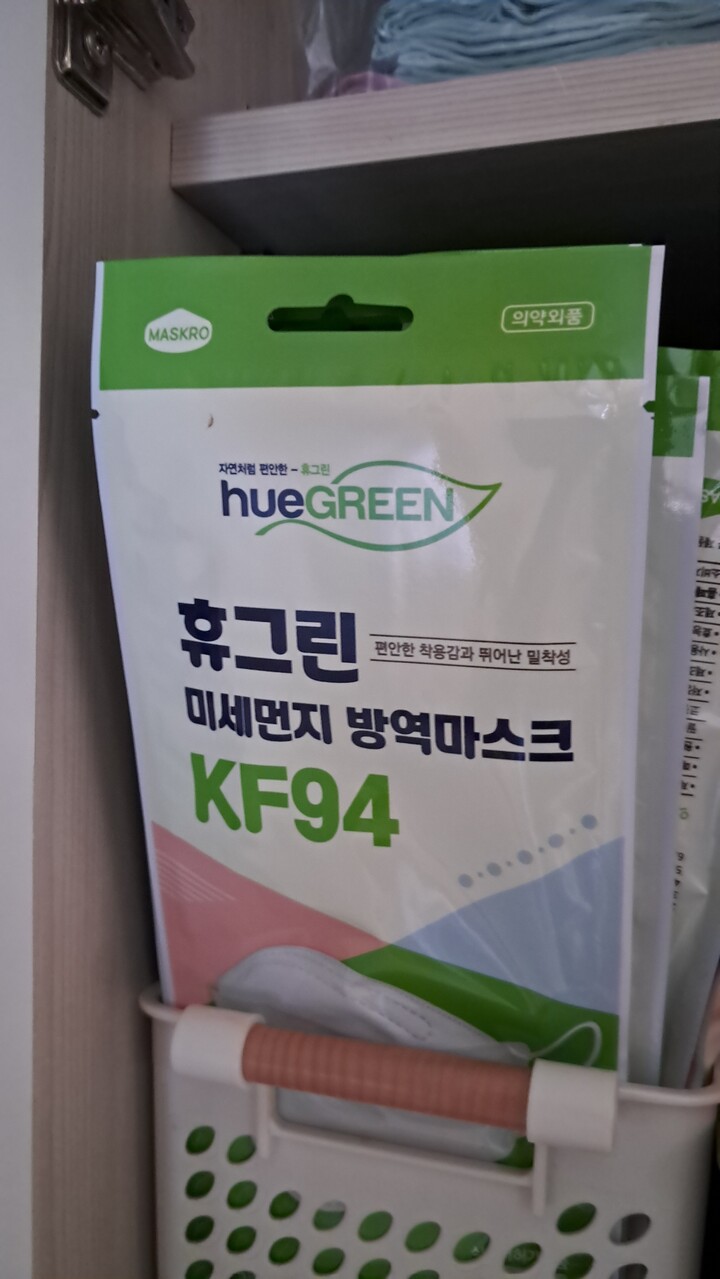 MASKRO
의약외품
자연처럼 편안한 - 휴그린
hueGREEN
휴그린
편안한 착용감과 뛰어난 밀착성
미세먼지 방역마스크
KF94